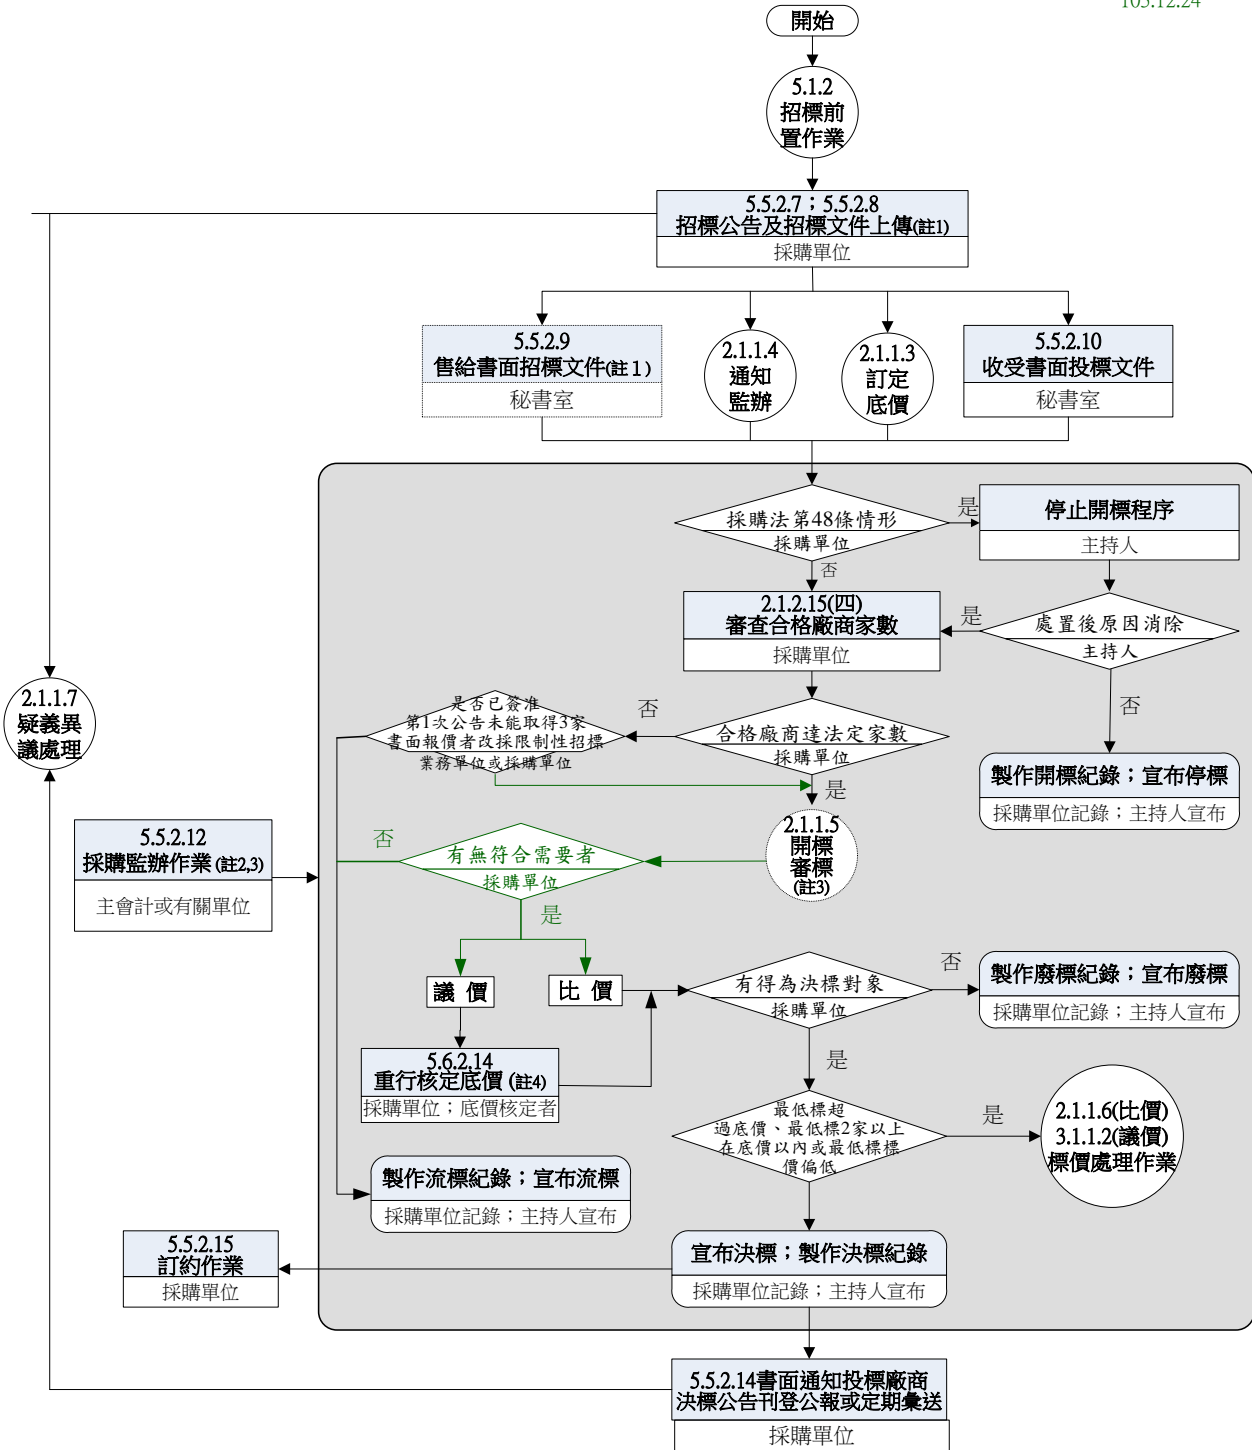 105.12.24
開始
5.1.2
招標前
置作業
5.5.2.7；5.5.2.8
招標公告及招標文件上傳(註1)
採購單位
5.5.2.9
售給書面招標文件(註1)
秘書室
2.1.1.4
通知
監辦
2.1.1.3
訂定
底價
5.5.2.10
收受書面投標文件
秘書室
採購法第48條情形
採購單位
是
否
停止開標程序
主持人
2.1.2.15(四)
審查合格廠商家數
採購單位
是
處置後原因消除
主持人
否
2.1.1.7
疑義異
議處理
是否已簽准
第1次公告未能取得3家
書面報價者改採限制性招標
業務單位或採購單位
否
合格廠商達法定家數
採購單位
是
製作開標紀錄；宣布停標
採購單位記錄；主持人宣布
5.5.2.12
採購監辦作業(註2,3)
主會計或有關單位
否
有無符合需要者
採購單位
是
2.1.1.5
開標
審標
(註3)
議 價
比 價
有得為決標對象
採購單位
否
是
製作廢標紀錄；宣布廢標
採購單位記錄；主持人宣布
5.6.2.14
重行核定底價(註4)
採購單位；底價核定者
最低標超
過底價、最低標2家以上
在底價以內或最低標標
價偏低
是
2.1.1.6(比價)
3.1.1.2(議價)
標價處理作業
製作流標紀錄；宣布流標
採購單位記錄；主持人宣布
5.5.2.15
訂約作業
採購單位
宣布決標；製作決標紀錄
採購單位記錄；主持人宣布
5.5.2.14書面通知投標廠商
決標公告刊登公報或定期彙送
採購單位